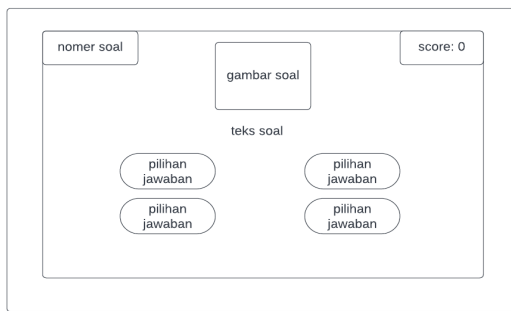 nomer soal
score: 0
gambar soal
teks soal
pilihan
jawaban
pilihan
jawaban
pilihan
jawaban
pilihan
jawaban